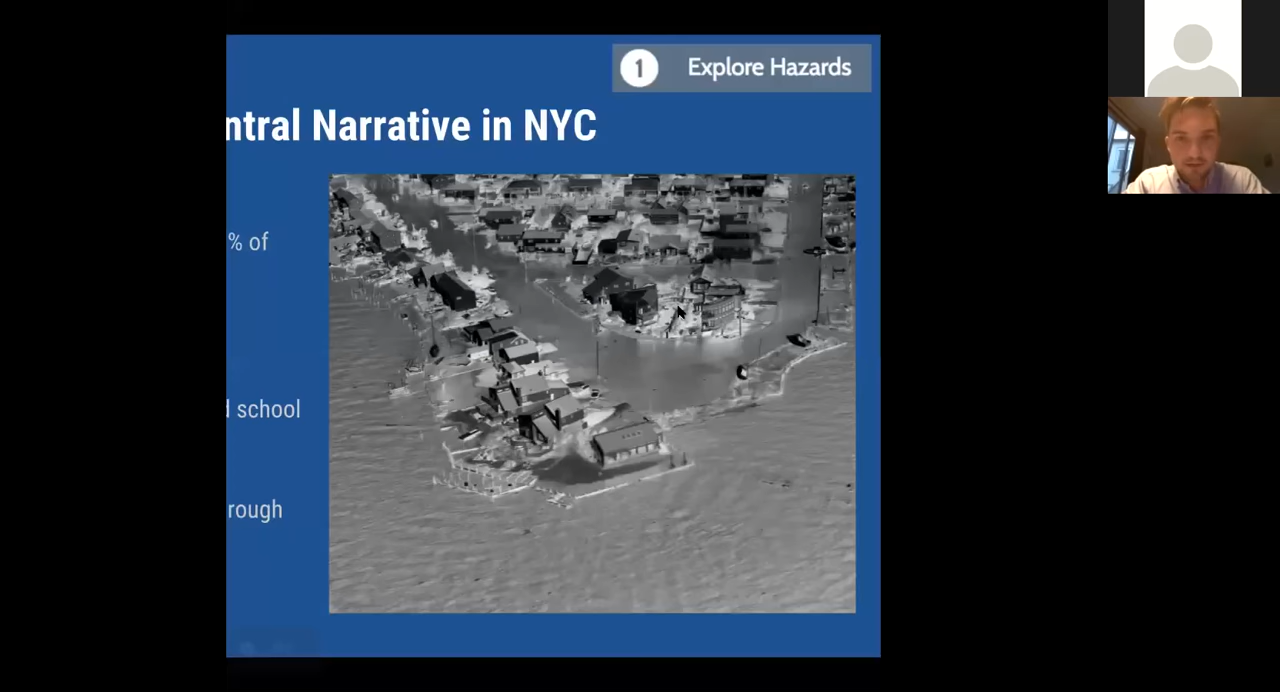 1 Explore Hazards
ntral Narrative in NYC
% of
school
rough